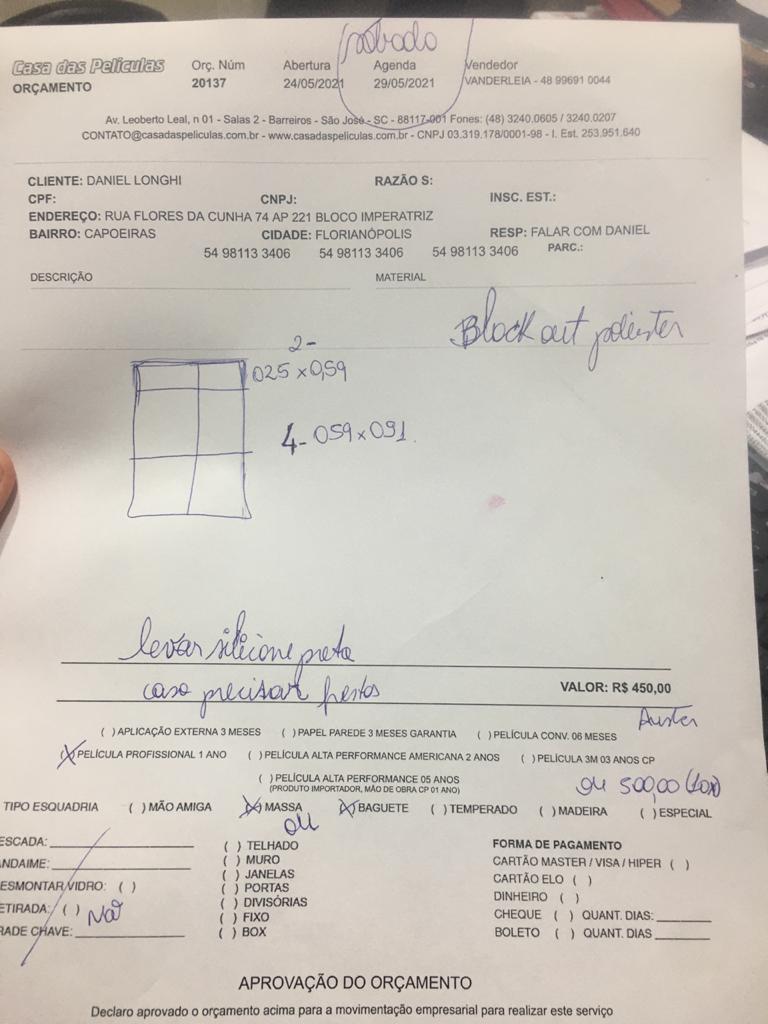 sábado
Casa das Películas
ORÇAMENTO
Orç. Núm
20137
Abertura
24/05/2021
Agenda
29/05/2021
Vendedor
VANDERLEIA - 48 99691 0044
Av. Leoberto Leal, n 01 - Salas 2 - Barreiros - São José - SC - 88117-001 Fones: (48) 3240.0605 / 3240.0207
CONTATO@casadaspeliculas.com.br - www.casadaspeliculas.com.br - CNPJ 03.319.178/0001-98 - I. Est. 253.951.640
CLIENTE: DANIEL LONGHI RAZÃO S:
CPF: CNPJ: INSC. EST.:
ENDEREÇO: RUA FLORES DA CUNHA 74 AP 221 BLOCO IMPERATRIZ
BAIRRO: CAPOEIRAS CIDADE: FLORIANÓPOLIS RESP: FALAR COM DANIEL
54 98113 3406 54 98113 3406 54 98113 3406 PARC.:
DESCRIÇÃO MATERIAL
Block out poliester
2-
025 x 0,59
4- 059 x 091.
levar silicone preto
caso precisar frestas
VALOR: R$ 450,00
( ) APLICAÇÃO EXTERNA 3 MESES ( ) PAPEL PAREDE 3 MESES GARANTIA ( ) PELÍCULA CONV. 06 MESES
(X) PELÍCULA PROFISSIONAL 1 ANO ( ) PELÍCULA ALTA PERFORMANCE AMERICANA 2 ANOS ( ) PELÍCULA 3M 03 ANOS CP
( ) PELÍCULA ALTA PERFORMANCE 05 ANOS
(PRODUTO IMPORTADOR, MÃO DE OBRA CP 01 ANO)
ou 500,00 (10x)
TIPO ESQUADRIA ( ) MÃO AMIGA (X) MASSA (X) BAGUETE ( ) TEMPERADO ( ) MADEIRA ( ) ESPECIAL
ou
ESCADA:
NDAIME:
ESMONTAR/VIDRO: ( )
ETIRADA: ( ) Não
RADE CHAVE:
( ) TELHADO
( ) MURO
( ) JANELAS
( ) PORTAS
( ) DIVISÓRIAS
( ) FIXO
( ) BOX
FORMA DE PAGAMENTO
CARTÃO MASTER / VISA / HIPER ( )
CARTÃO ELO ( )
DINHEIRO ( )
CHEQUE ( ) QUANT. DIAS:
BOLETO ( ) QUANT. DIAS
APROVAÇÃO DO ORÇAMENTO
Declaro aprovado o orçamento acima para a movimentação empresarial para realizar este serviço